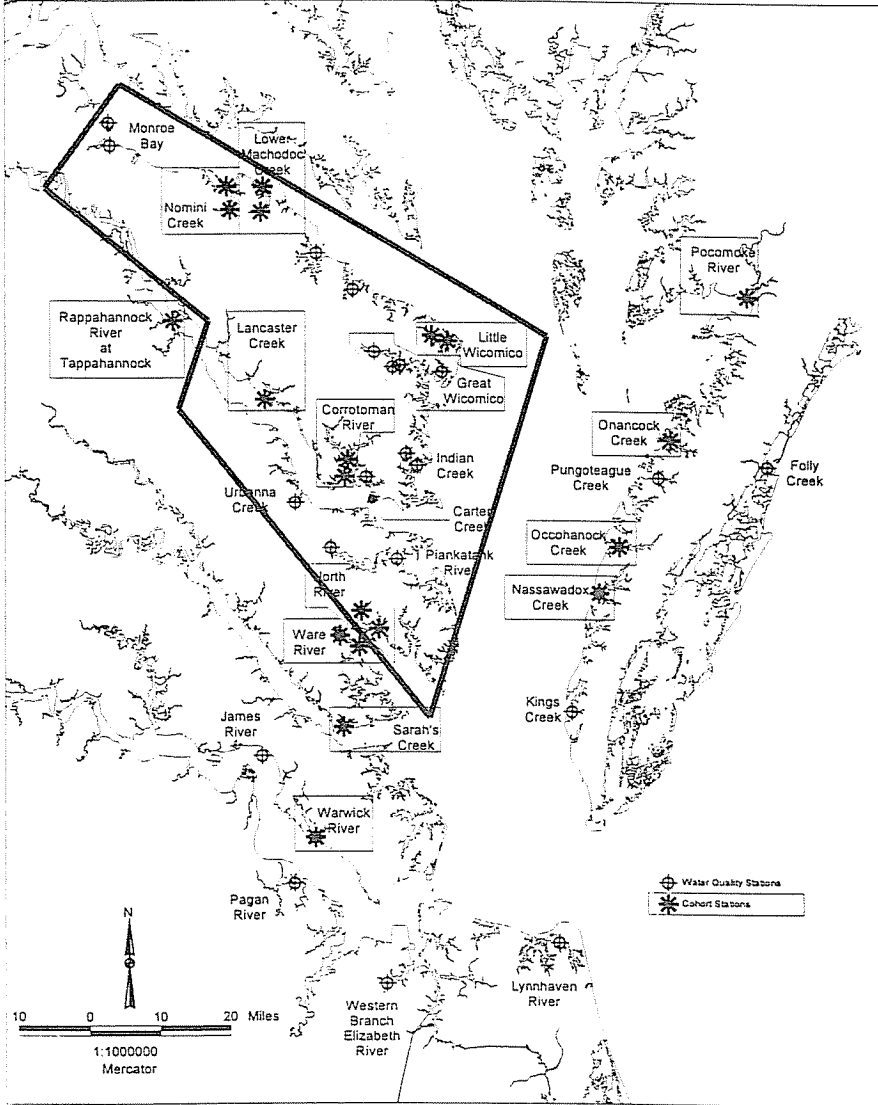 Monroe
Bay
Lower
Machodoc
Creek
Nomini
Creek
Pocomoke
River
Rappahannock
River
at
Tappahannock
Lancaster
Creek
Little
Wicomico
Great
Wicomico
Corrotoman
River
Onancock
Creek
Indian
Creek
Pungoteague
Creek
Folly
Creek
Urbanna
Creek
Carter
Creek
Occohanock
Creek
Piankatank
River
North
River
Nassawadox
Creek
Ware
River
Kings
Creek
Sarah's
Creek
James
River
Warwick
River
Water Quality Stations
Cohort Stations
Pagan
River
N
Lynnhaven
River
Western
Branch
Elizabeth
River
10 0 10 20 Miles
1:1000000
Mercator